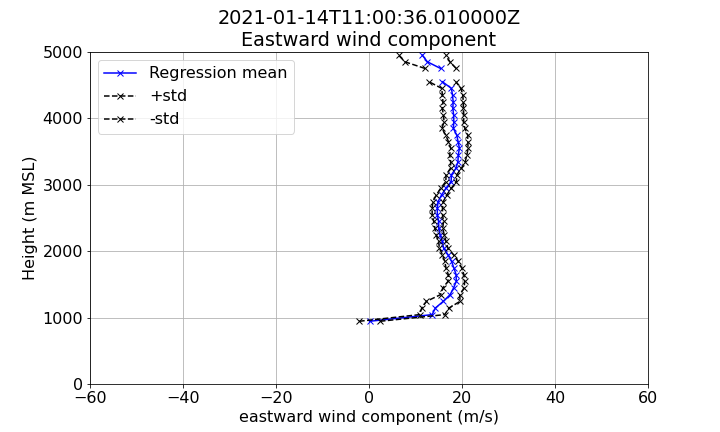 2021-01-14T11:00:36.010000Z
Eastward wind component
5000
4000
3000
2000
1000
0
Height (m MSL)
Regression mean
+std
-std
−60
−40
−20
0
20
40
60
eastward wind component (m/s)